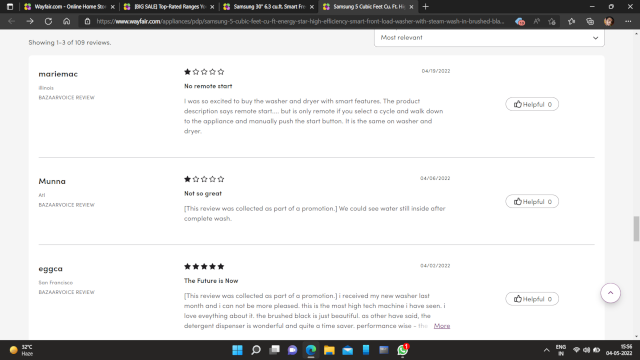 Wayfair.com - Online Home Stor
[BIG SALE] Top-Rated Ranges Yo
Samsung 30" 6.3 cu.ft. Smart Fre
Samsung 5 Cubic Feet Cu. Ft. Hi
https://www.wayfair.com/appliances/pdp/samsung-5-cubic-feet-cu-ft-energy-star-high-efficiency-smart-front-load-washer-with-steam-wash-in-brushed-bla...
Showing 1-3 of 109 reviews.
Most relevant
mariemac
Illinois
BAZAARVOICE REVIEW
04/19/2022
No remote start
I was so excited to buy the washer and dryer with smart features. The product
description says remote start.... but is only remote if you select a cycle and walk down
to the appliance and manually push the start button. It is the same on washer and
dryer.
Helpful 0
Munna
Atl
BAZAARVOICE REVIEW
04/06/2022
Not so great
[This review was collected as part of a promotion.] We could see water still inside after
complete wash.
Helpful 0
eggca
San Francisco
BAZAARVOICE REVIEW
04/02/2022
The Future is Now
[This review was collected as part of a promotion.] i received my new washer last
month and i can not be more pleased. this is the most high tech machine i have seen. i
love eveything about it. the brushed black is just beautiful. as other have said, the
detergent dispenser is wonderful and quite a time saver. performance wise - the
More
Helpful 0
32°C
Haze
ENG
IN
15:56
04-05-2022